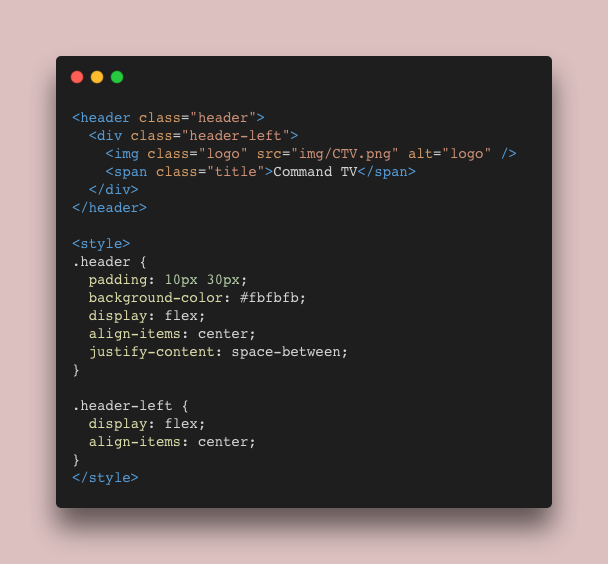 <header class="header">
  <div class="header-left">
    <img class="logo" src="img/CTV.png" alt="logo" />
    <span class="title">Command TV</span>
  </div>
</header>

<style>
.header {
  padding: 10px 30px;
  background-color: #fbfbfb;
  display: flex;
  align-items: center;
  justify-content: space-between;
}

.header-left {
  display: flex;
  align-items: center;
}
</style>